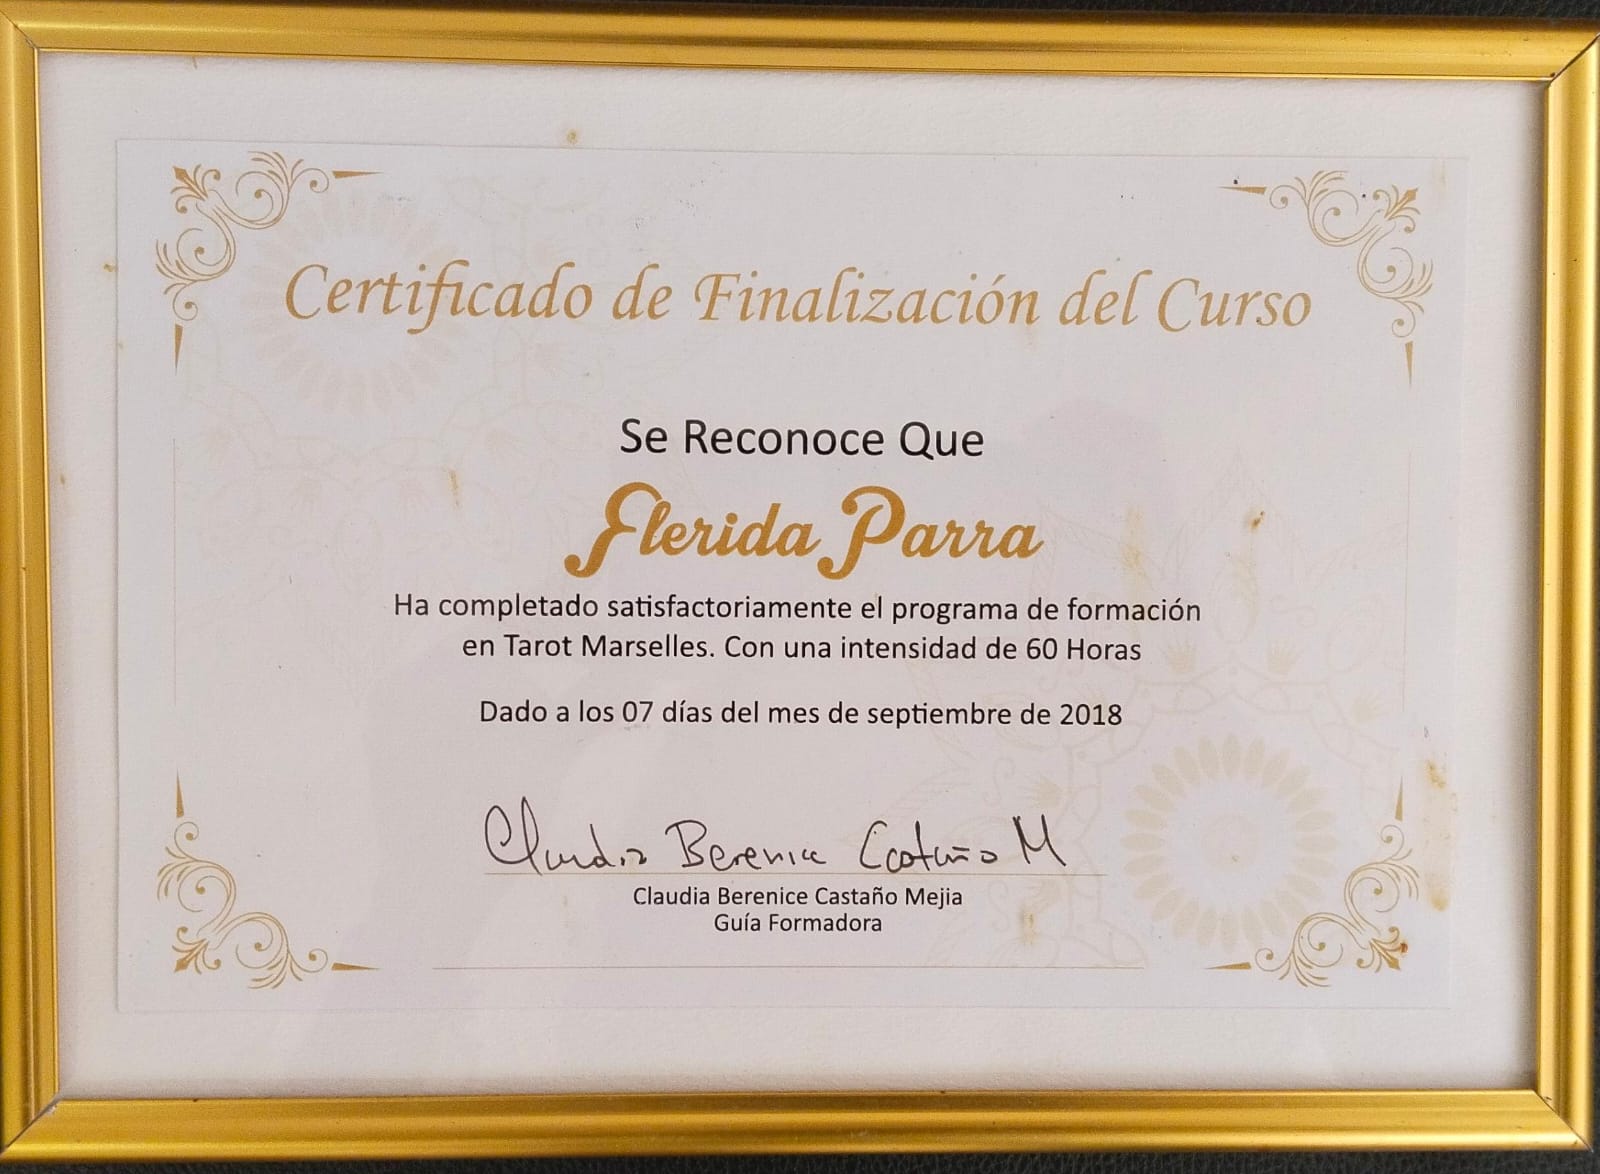 Certificado de Finalización del Curso
Se Reconoce Que
Flerida Parra
Ha completado satisfactoriamente el programa de formación
en Tarot Marselles. Con una intensidad de 60 Horas
Dado a los 07 días del mes de septiembre de 2018
Claudia Berenice Castaño M
Claudia Berenice Castaño Mejia
Guía Formadora